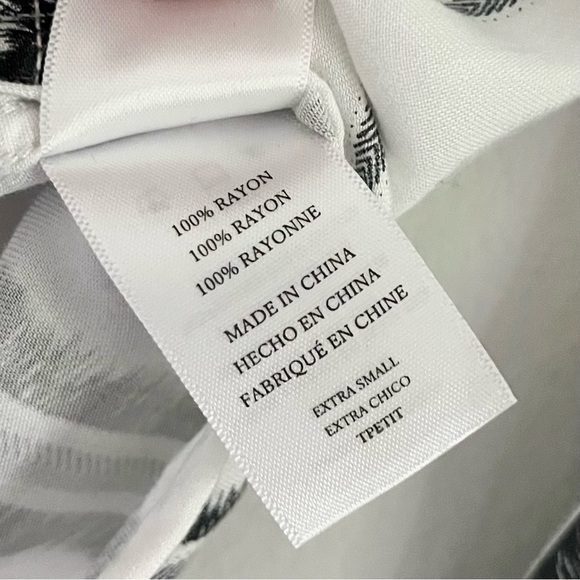 100% RAYON
100% RAYON
100% RAYONNE
MADE IN CHINA
HECHO EN CHINA
FABRIQUÉ EN CHINE
EXTRA SMALL
EXTRA CHICO
TPETIT